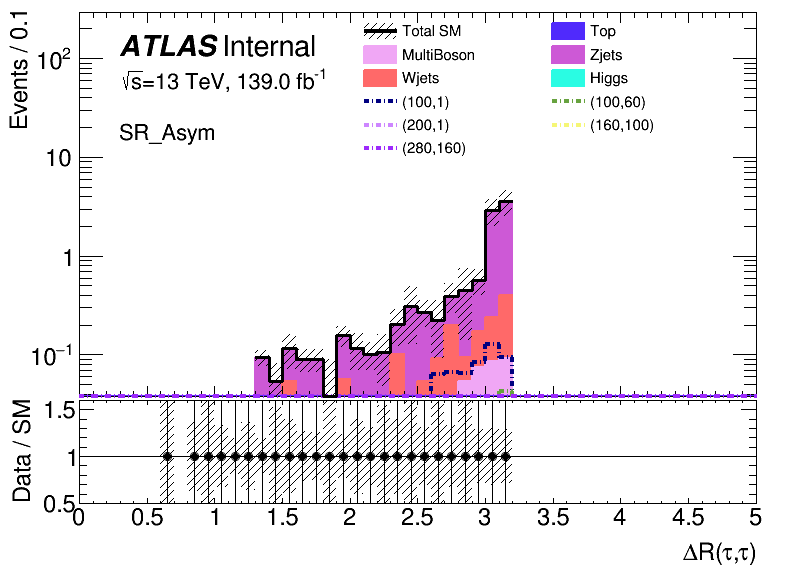 Events / 0.1
10²
10
1
10⁻¹
ATLAS Internal
√s=13 TeV, 139.0 fb⁻¹
SR_Asym
Total SM
Top
MultiBoson
Zjets
Wjets
Higgs
(100,1)
(100,60)
(200,1)
(160,100)
(280,160)
Data / SM
1.5
1
0.5
0 0.5 1 1.5 2 2.5 3 3.5 4 4.5 5
ΔR(τ,τ)